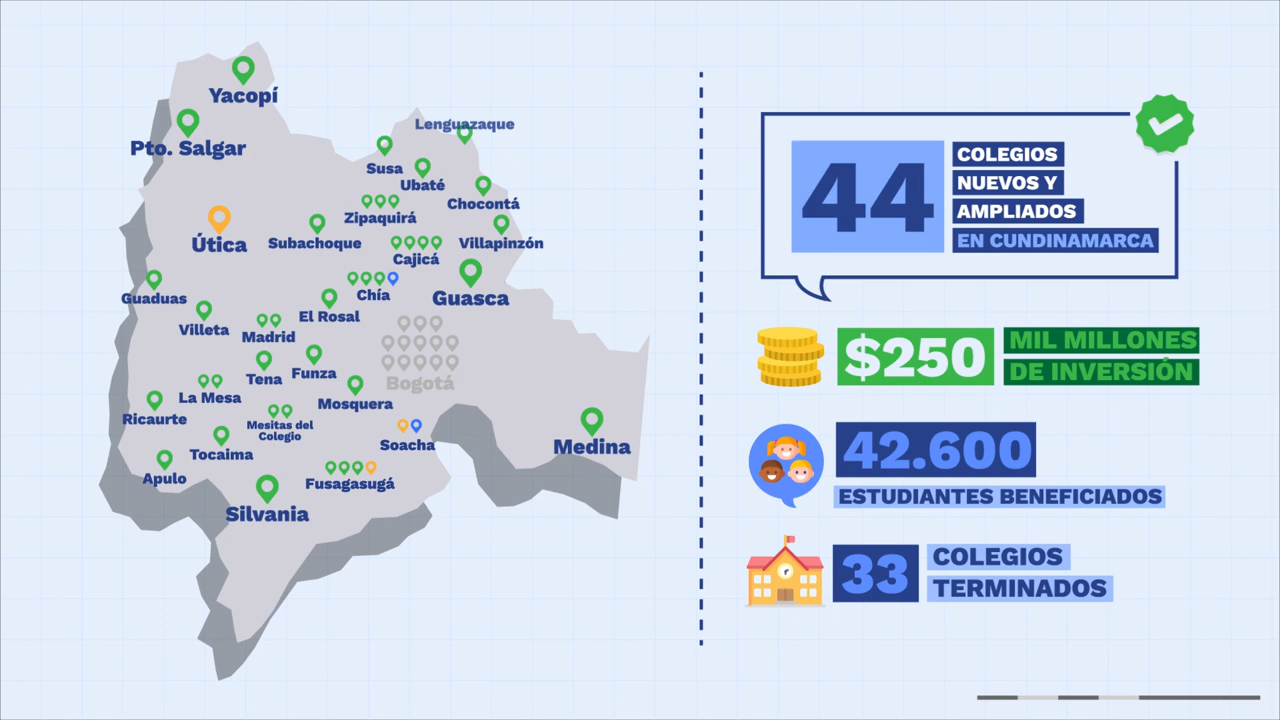 Yacopí
Pto. Salgar
Lenguazaque
Susa
Ubaté
Chocontá
Zipaquirá
Útica
Subachoque
Villapinzón
Cajicá
Guaduas
Chía
Guasca
El Rosal
Villeta
Madrid
Tena
Funza
Bogotá
La Mesa
Mosquera
Ricaurte
Mesitas del
Colegio
Soacha
Medina
Tocaima
Apulo
Fusagasugá
Silvania
44
COLEGIOS
NUEVOS Y
AMPLIADOS
EN CUNDINAMARCA
$250
MIL MILLONES
DE INVERSIÓN
42.600
ESTUDIANTES BENEFICIADOS
33
COLEGIOS
TERMINADOS